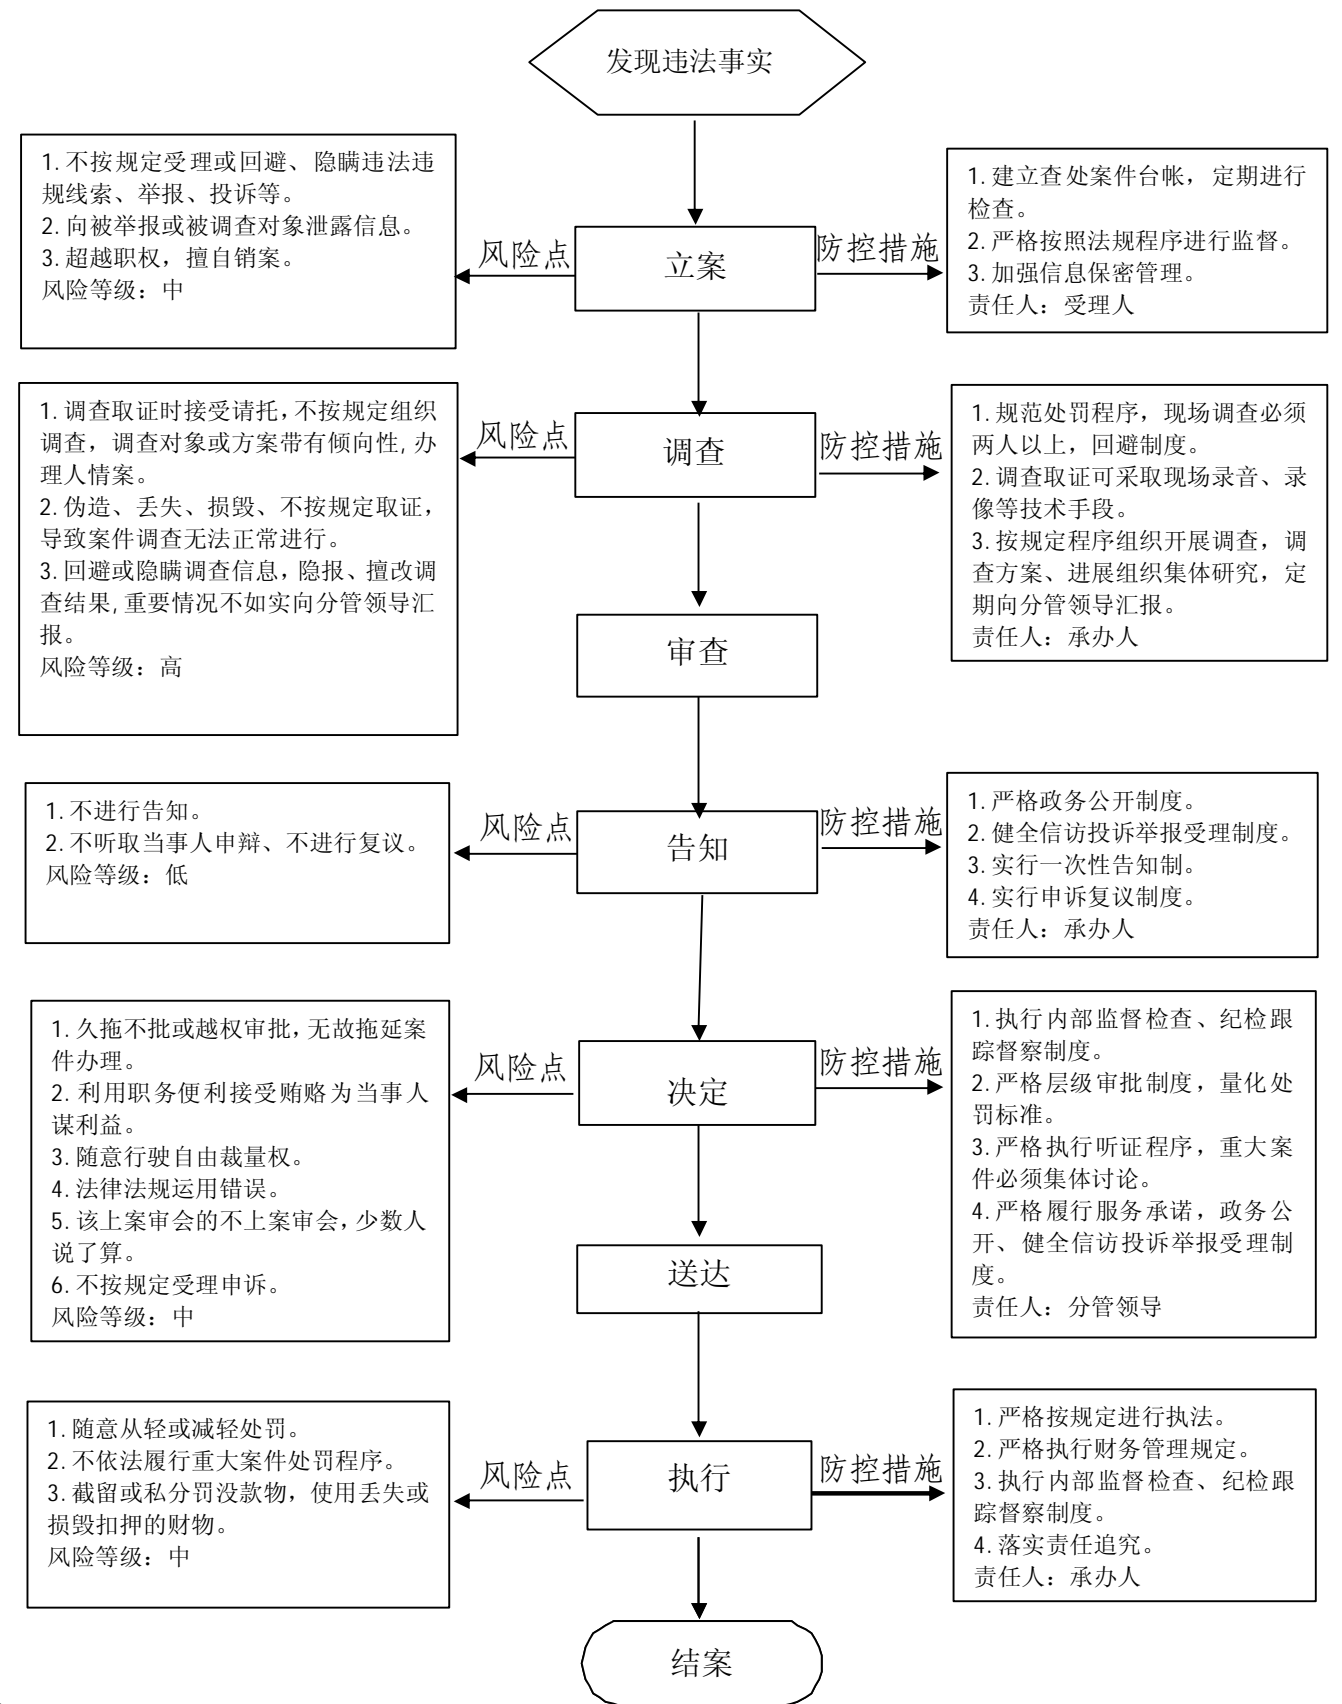 发现违法事实
1.不按规定受理或回避、隐瞒违法违
规线索、举报、投诉等。
2.向被举报或被调查对象泄露信息。
3.超越职权，擅自销案。
风险等级：中
风险点
立案
防控措施
1.建立查处案件台帐，定期进行
检查。
2.严格按照法规程序进行监督。
3.加强信息保密管理。
责任人：受理人
1.调查取证时接受请托，不按规定组织
调查，调查对象或方案带有倾向性,办
理人情案。
2.伪造、丢失、损毁、不按规定取证，
导致案件调查无法正常进行。
3.回避或隐瞒调查信息，隐报、擅改调
查结果,重要情况不如实向分管领导汇
报。
风险等级：高
风险点
调查
防控措施
1.规范处罚程序，现场调查必须
两人以上，回避制度。
2.调查取证可采取现场录音、录
像等技术手段。
3.按规定程序组织开展调查，调
查方案、进展组织集体研究，定
期向分管领导汇报。
责任人：承办人
审查
1.不进行告知。
2.不听取当事人申辩、不进行复议。
风险等级：低
风险点
告知
防控措施
1.严格政务公开制度。
2.健全信访投诉举报受理制度。
3.实行一次性告知制。
4.实行申诉复议制度。
责任人：承办人
1.久拖不批或越权审批，无故拖延案
件办理。
2.利用职务便利接受贿赂为当事人
谋利益。
3.随意行驶自由裁量权。
4.法律法规运用错误。
5.该上案审会的不上案审会，少数人
说了算。
6.不按规定受理申诉。
风险等级：中
风险点
决定
防控措施
1.执行内部监督检查、纪检跟
踪督察制度。
2.严格层级审批制度，量化处
罚标准。
3.严格执行听证程序，重大案
件必须集体讨论。
4.严格履行服务承诺，政务公
开、健全信访投诉举报受理制
度。
责任人：分管领导
送达
1.随意从轻或减轻处罚。
2.不依法履行重大案件处罚程序。
3.截留或私分罚没款物，使用丢失或
损毁扣押的财物。
风险等级：中
风险点
执行
防控措施
1.严格按规定进行执法。
2.严格执行财务管理规定。
3.执行内部监督检查、纪检跟
踪督察制度。
4.落实责任追究。
责任人：承办人
结案